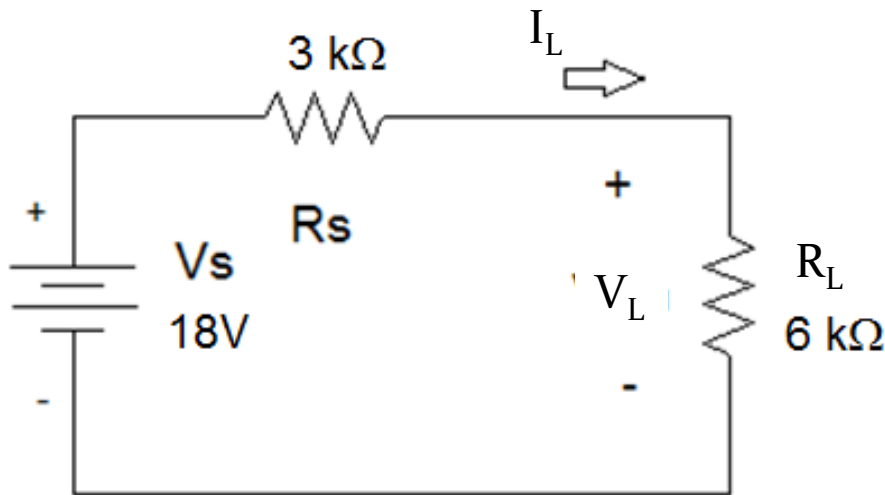 I_L
3 kΩ
+
+
Rs
Vs
R_L
V_L
18V
6 kΩ
-
-